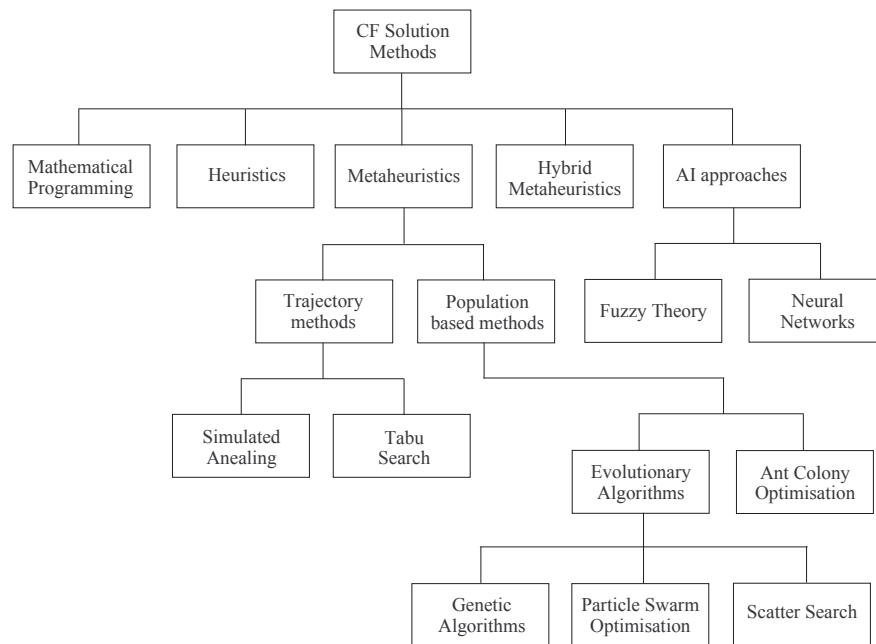 CF Solution
Methods
Mathematical
Programming
Heuristics
Metaheuristics
Hybrid
Metaheuristics
AI approaches
Trajectory
methods
Population
based methods
Fuzzy Theory
Neural
Networks
Simulated
Anealing
Tabu
Search
Evolutionary
Algorithms
Ant Colony
Optimisation
Genetic
Algorithms
Particle Swarm
Optimisation
Scatter Search